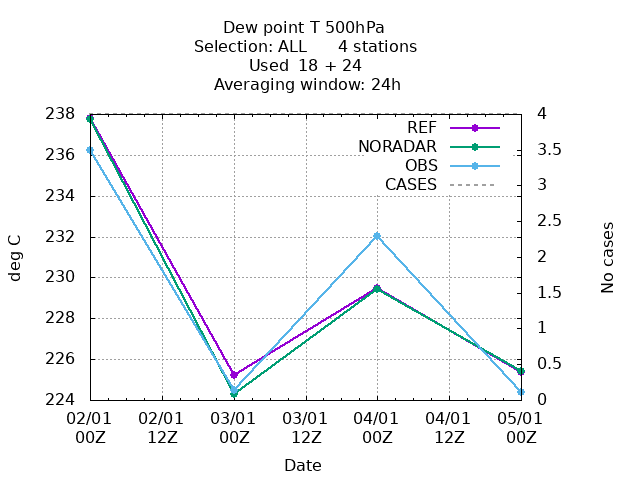 Dew point T 500hPa
Selection: ALL 4 stations
Used 18 + 24
Averaging window: 24h
238
236
234
232
230
228
226
224
deg C
4
3.5
3
2.5
2
1.5
1
0.5
0
No cases
REF
NORADAR
OBS
CASES
02/01 02/01 03/01 03/01 04/01 04/01 05/01
00Z 12Z 00Z 12Z 00Z 12Z 00Z
Date